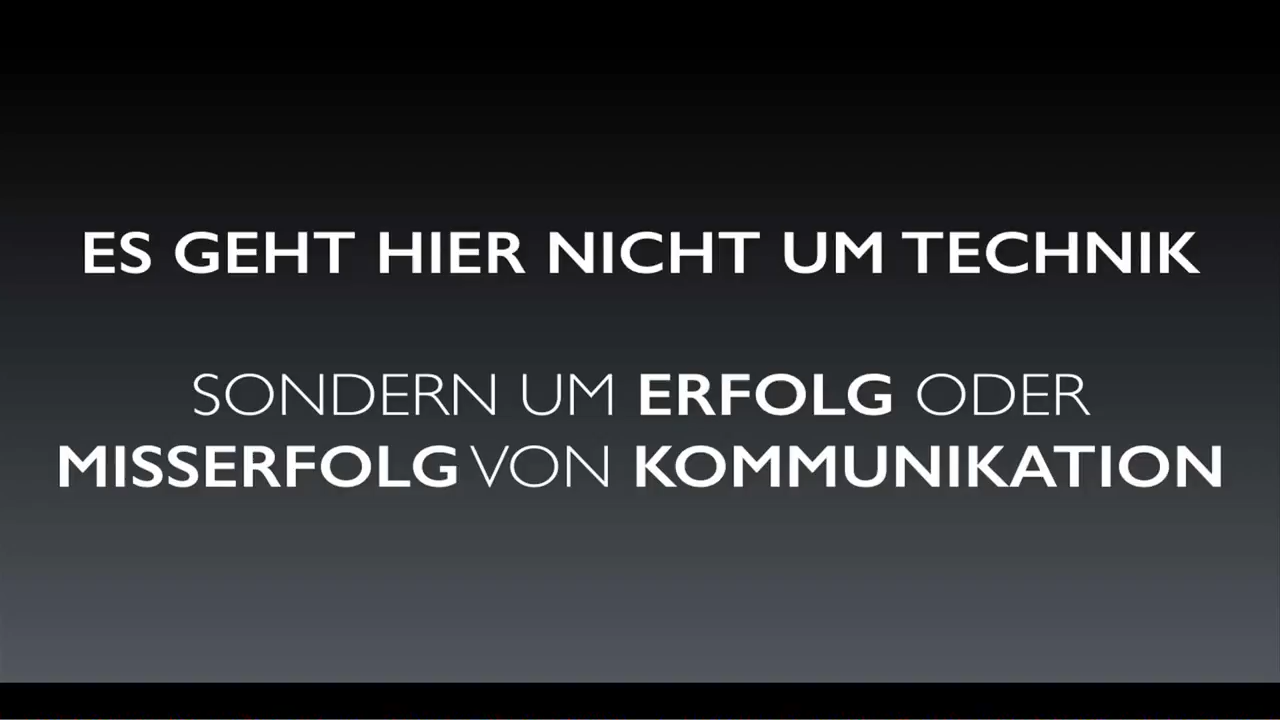 ES GEHT HIER NICHT UM TECHNIK
SONDERN UM ERFOLG ODER
MISSERFOLG VON KOMMUNIKATION